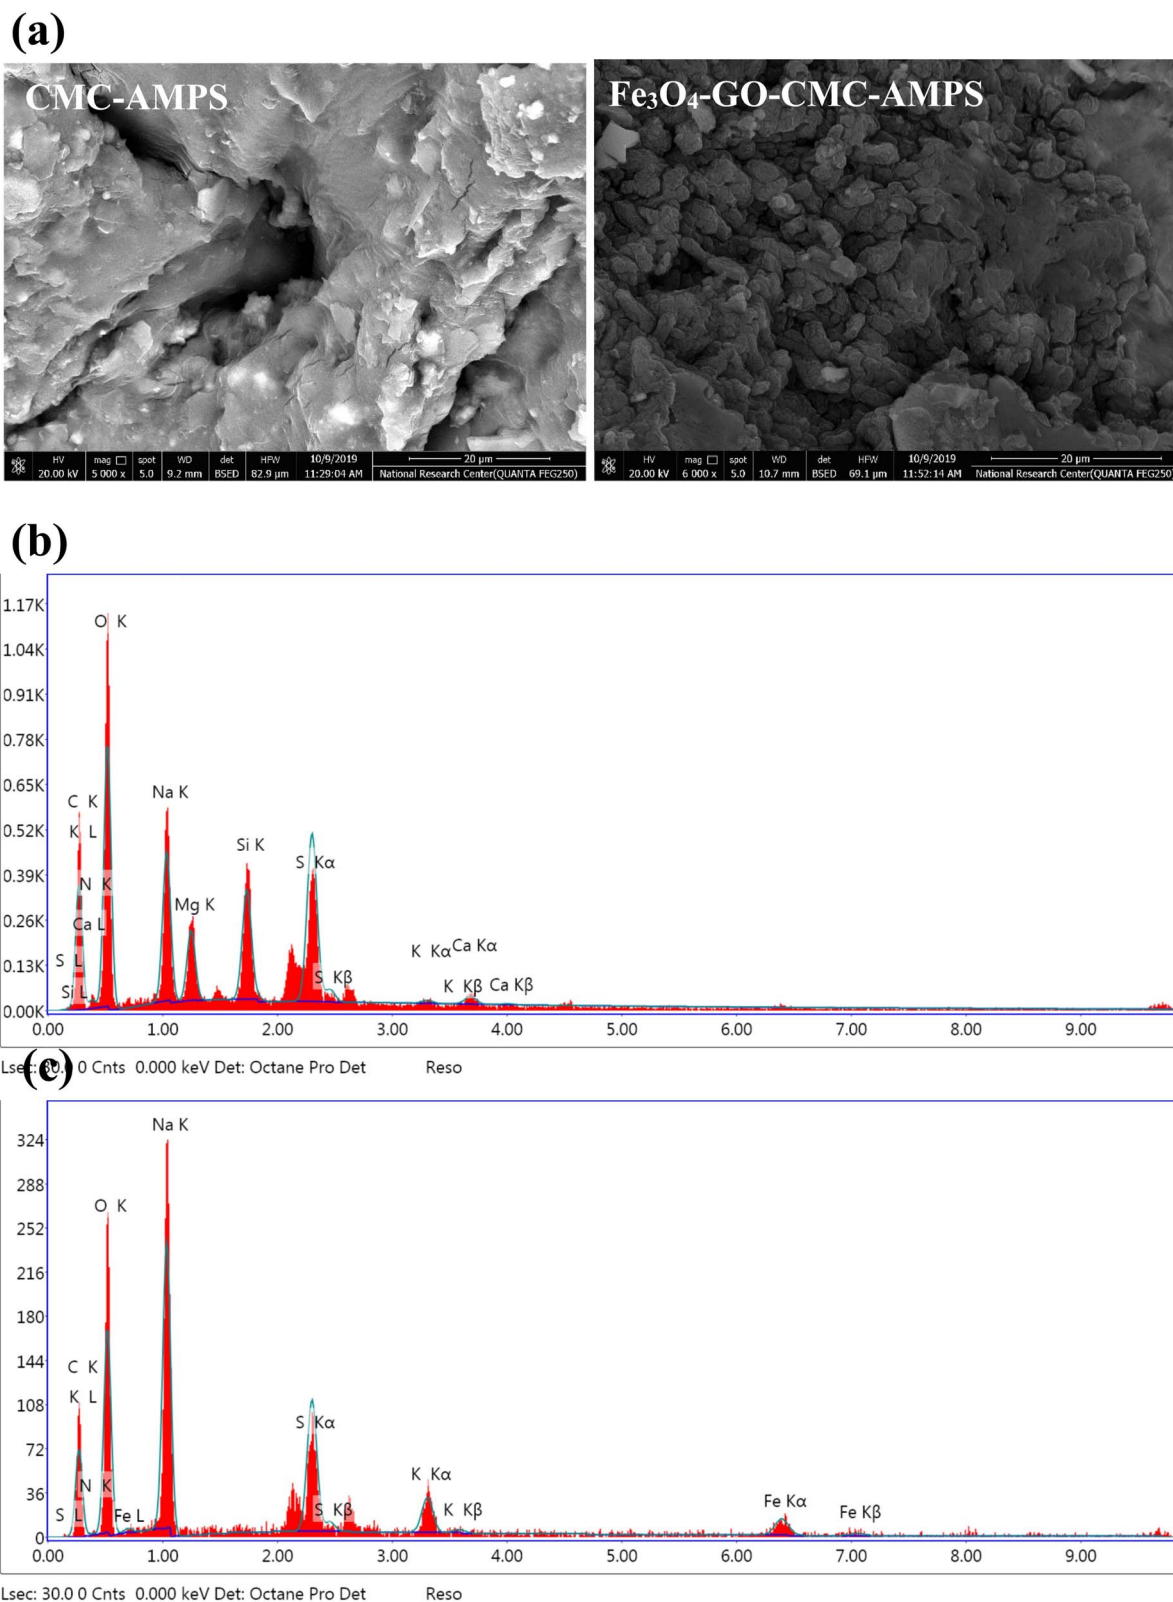 (a)
CMC-AMPS
Fe₃O₄-GO-CMC-AMPS
HV mag □ spot WD det HFW 10/9/2019 20 µm
20.00 kV 5 000 x 5.0 9.2 mm BSED 82.9 µm 11:29:04 AM National Research Center(QUANTA FEG250)
HV mag □ spot WD det HFW 10/9/2019 20 µm
20.00 kV 6 000 x 5.0 10.7 mm BSED 69.1 µm 11:52:14 AM National Research Center(QUANTA FEG250)
(b)
1.17K
O K
1.04K
0.91K
0.78K
0.65K
Na K
C K
0.52K
K L
Si K
0.39K
S Kα
N K
0.26K
Mg K
Ca L
K Kα Ca Kα
0.13K
S L
S Kβ
K Kβ Ca Kβ
Si L
0.00K
0.00 1.00 2.00 3.00 4.00 5.00 6.00 7.00 8.00 9.00
Lsec: 30.0 0 Cnts 0.000 keV Det: Octane Pro Det Reso
(c)
Na K
324
288
O K
252
216
180
144
C K
K L
108
S Kα
72
K Kα
N K
36
Fe Kα
S L
Fe L
S Kβ
K Kβ
Fe Kβ
0
0.00 1.00 2.00 3.00 4.00 5.00 6.00 7.00 8.00 9.00
Lsec: 30.0 0 Cnts 0.000 keV Det: Octane Pro Det Reso